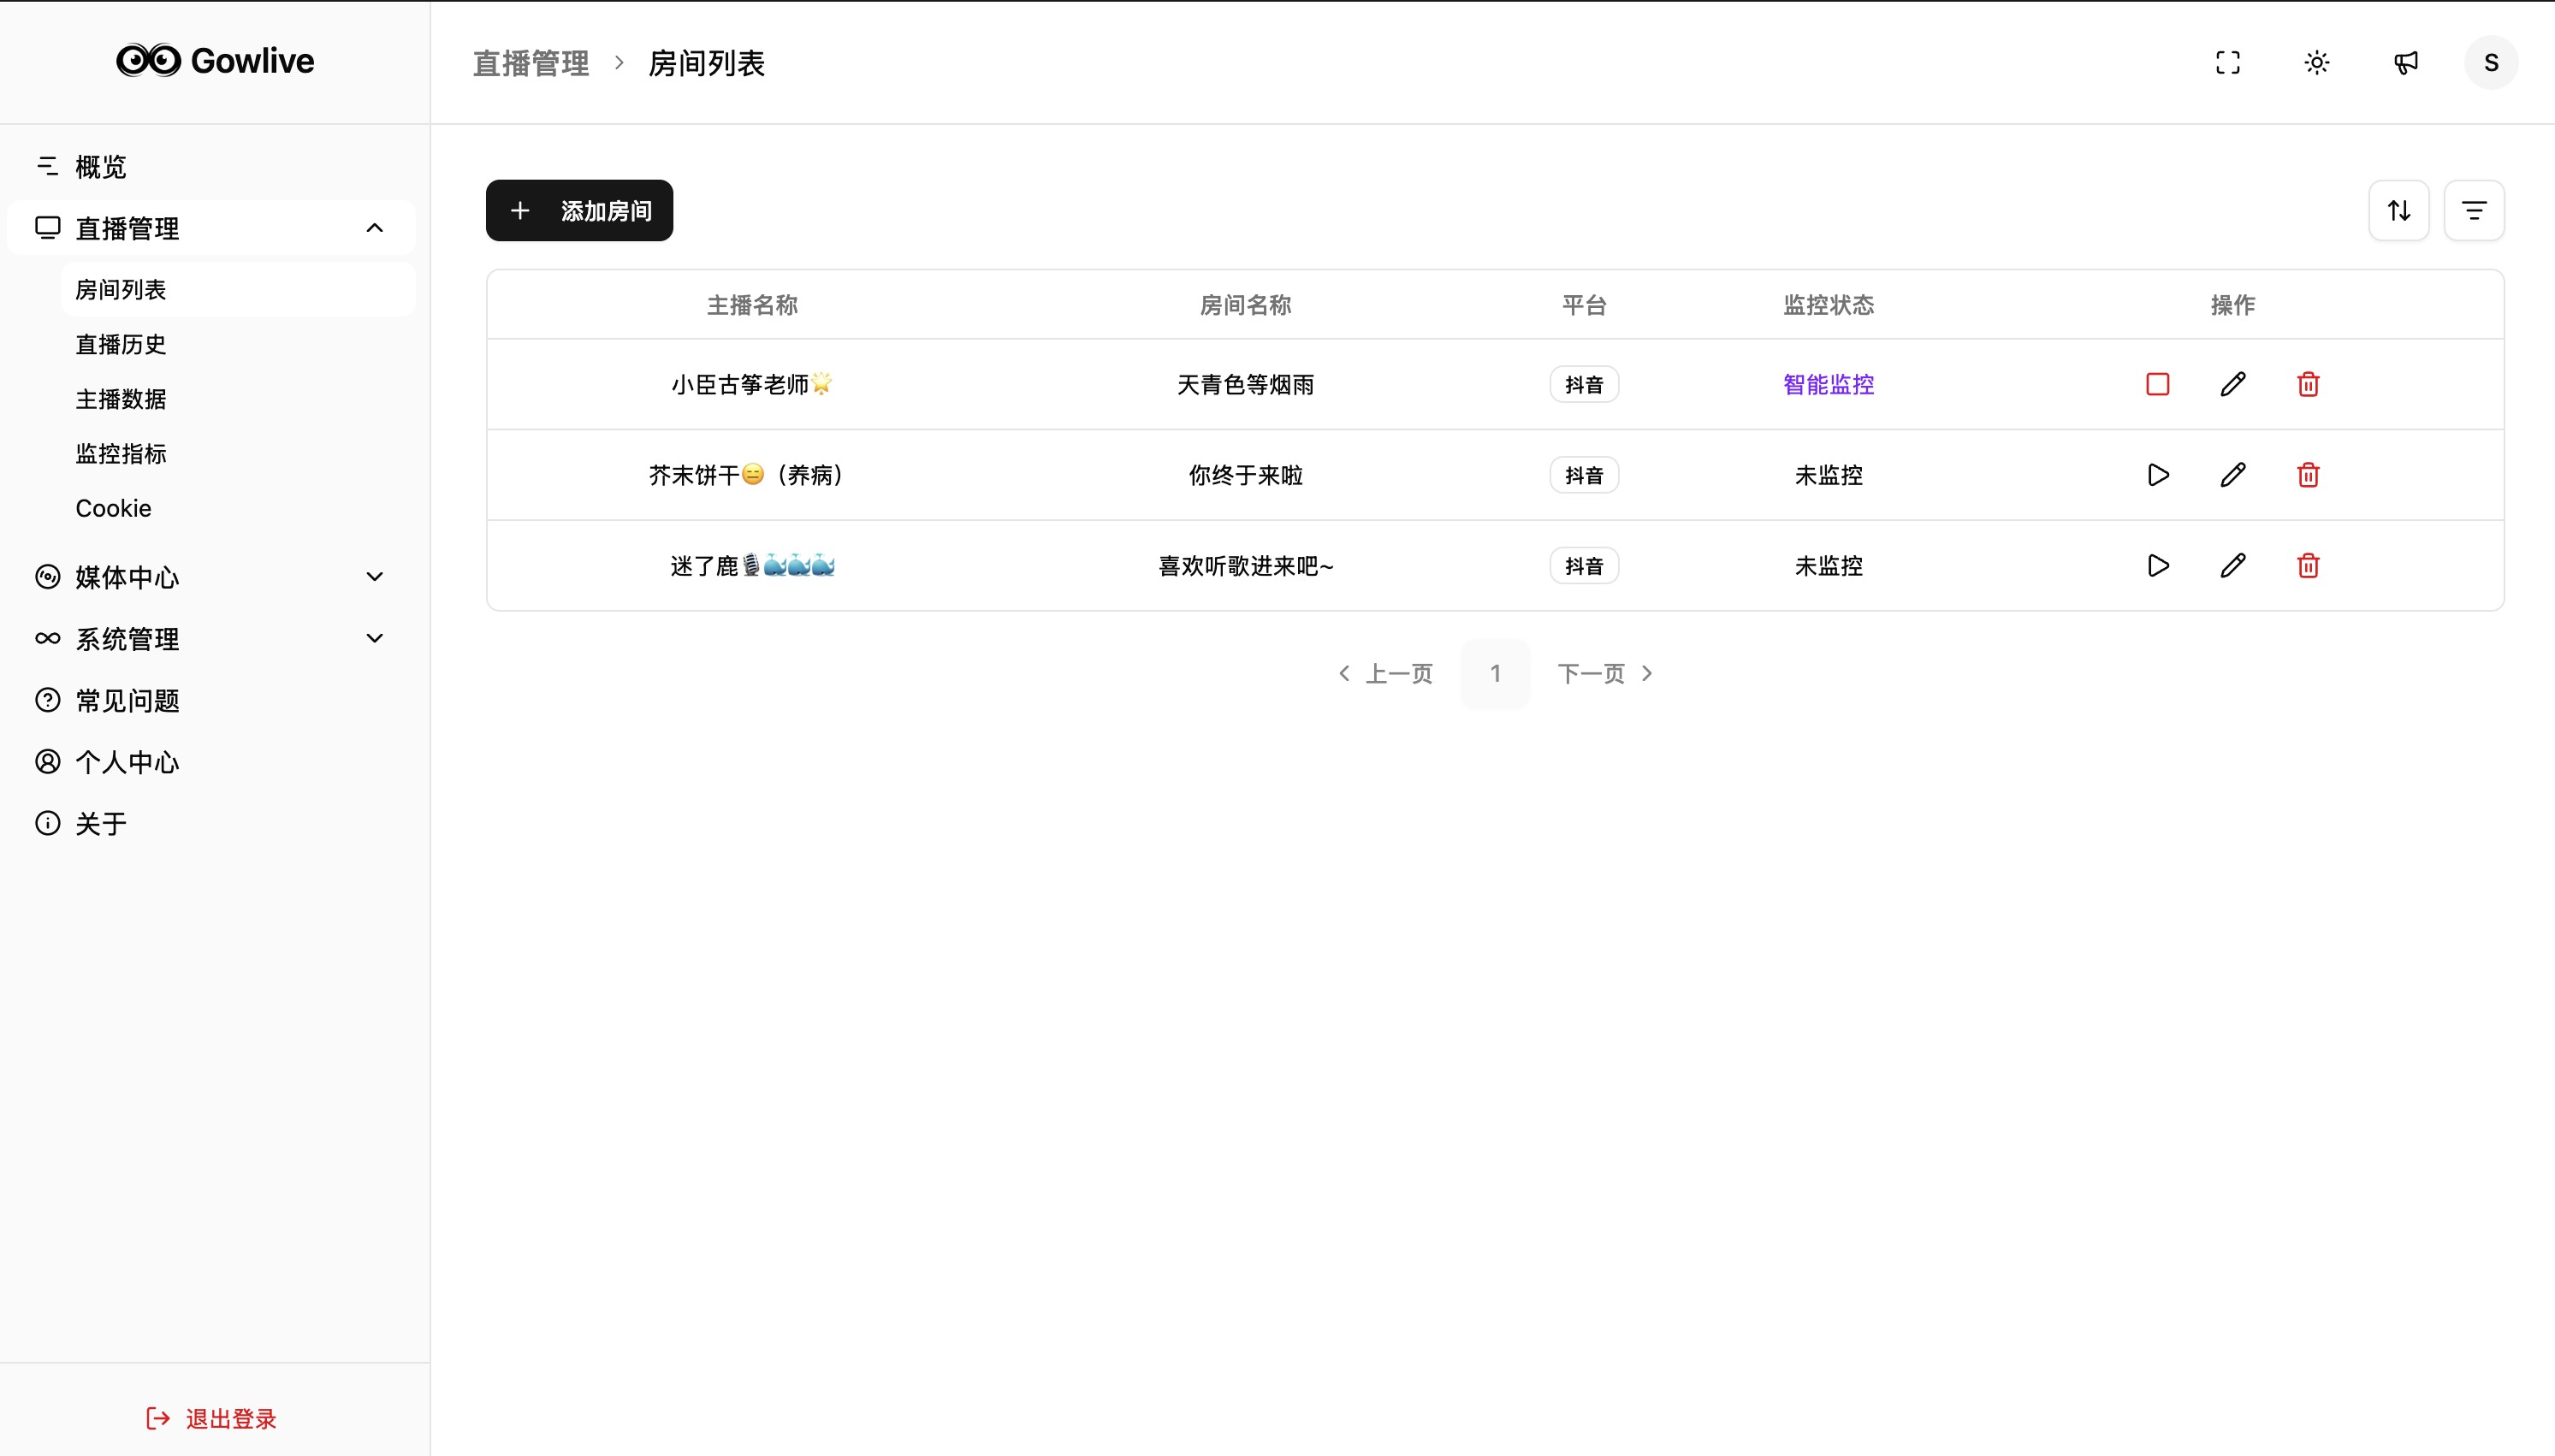 Gowlive
直播管理 > 房间列表
S
概览
直播管理
房间列表
直播历史
主播数据
监控指标
Cookie
媒体中心
系统管理
常见问题
个人中心
关于
退出登录
+ 添加房间
主播名称 房间名称 平台 监控状态 操作
小臣古筝老师🌟 天青色等烟雨 抖音 智能监控
芥末饼干😑（养病） 你终于来啦 抖音 未监控
迷了鹿🎙️🐳🐳🐳 喜欢听歌进来吧~ 抖音 未监控
上一页 1 下一页